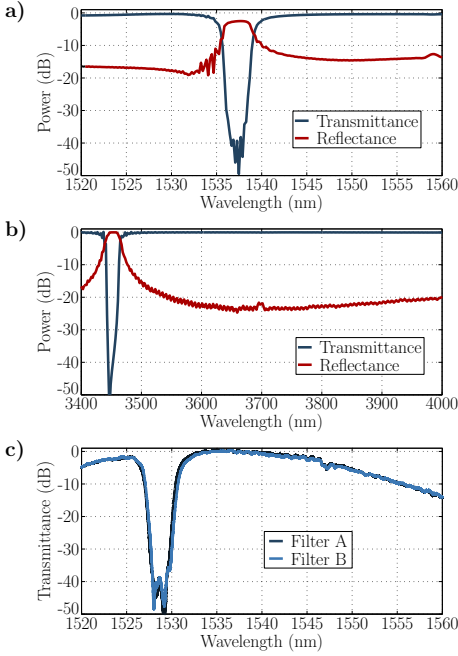 a)
0
-10
-20
-30
-40
-50
Power (dB)
Transmittance
Reflectance
1520 1525 1530 1535 1540 1545 1550 1555 1560
Wavelength (nm)
b)
0
-10
-20
-30
-40
-50
Power (dB)
Transmittance
Reflectance
3400 3500 3600 3700 3800 3900 4000
Wavelength (nm)
c)
0
-10
-20
-30
-40
-50
Transmittance (dB)
Filter A
Filter B
1520 1525 1530 1535 1540 1545 1550 1555 1560
Wavelength (nm)